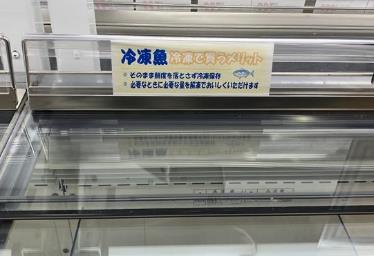 冷凍魚 冷凍で買うメリット
* そのまま鮮度を落とさず冷凍保存
* 必要なときに必要な量を解凍でおいしくいただけます